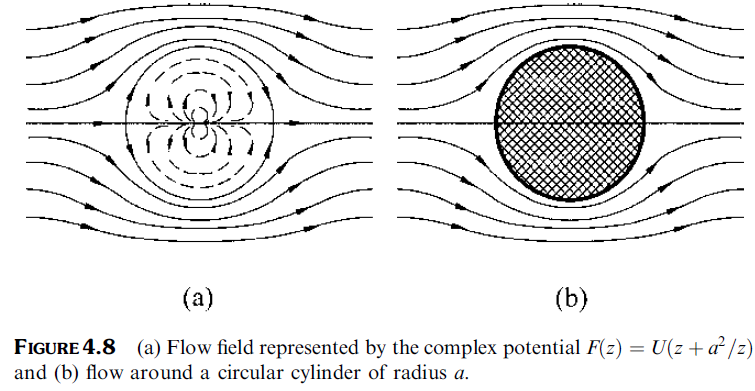 (a) (b)
FIGURE 4.8 (a) Flow field represented by the complex potential F(z) = U(z + a²/z)
and (b) flow around a circular cylinder of radius a.